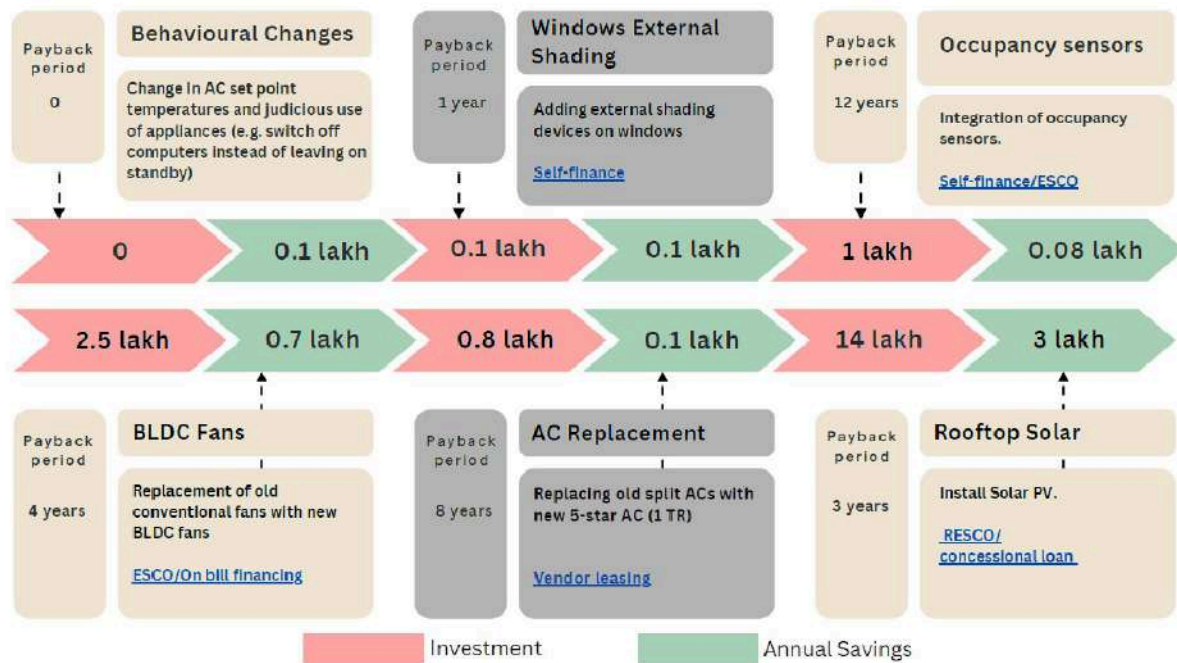 Payback
period
0
Behavioural Changes
Change in AC set point
temperatures and judicious use
of appliances (e.g. switch off
computers instead of leaving on
standby)
Payback
period
1 year
Windows External
Shading
Adding external shading
devices on windows
Self-finance
Payback
period
12 years
Occupancy sensors
Integration of occupancy
sensors.
Self-finance/ESCO
0
0.1 lakh
0.1 lakh
0.1 lakh
1 lakh
0.08 lakh
2.5 lakh
0.7 lakh
0.8 lakh
0.1 lakh
14 lakh
3 lakh
Payback
period
4 years
BLDC Fans
Replacement of old
conventional fans with new
BLDC fans
ESCO/On bill financing
Payback
period
8 years
AC Replacement
Replacing old split ACs with
new 5-star AC (1 TR)
Vendor leasing
Payback
period
3 years
Rooftop Solar
Install Solar PV.
RESCO/
concessional loan
Investment
Annual Savings